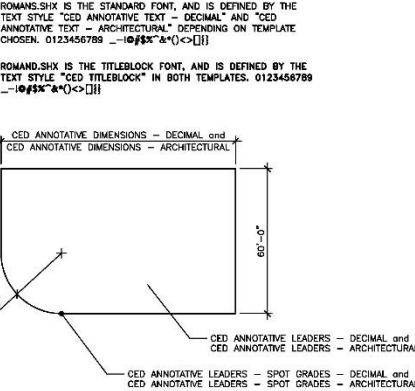 ROMANS.SHX IS THE STANDARD FONT, AND IS DEFINED BY THE
TEXT STYLE "CED ANNOTATIVE TEXT – DECIMAL" AND "CED
ANNOTATIVE TEXT – ARCHITECTURAL" DEPENDING ON TEMPLATE
CHOSEN. 0123456789 _–!@#$%^&*()<>[]{}
ROMAND.SHX IS THE TITLEBLOCK FONT, AND IS DEFINED BY THE
TEXT STYLE "CED TITLEBLOCK" IN BOTH TEMPLATES. 0123456789
_–!@#$%^&*()<>[]{}
CED ANNOTATIVE DIMENSIONS – DECIMAL and
CED ANNOTATIVE DIMENSIONS – ARCHITECTURAL
60'-0"
CED ANNOTATIVE LEADERS – DECIMAL and
CED ANNOTATIVE LEADERS – ARCHITECTURAL
CED ANNOTATIVE LEADERS – SPOT GRADES – DECIMAL and
CED ANNOTATIVE LEADERS – SPOT GRADES – ARCHITECTURAL